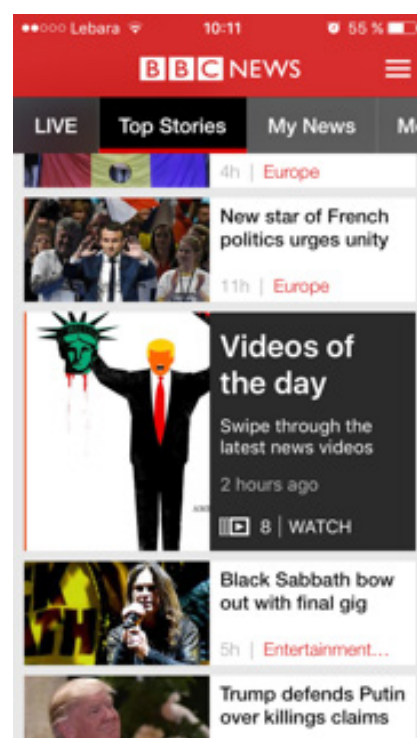 Lebara 10:11 55 %
BBC NEWS
LIVE Top Stories My News M
4h | Europe
New star of French
politics urges unity
11h | Europe
Videos of
the day
Swipe through the
latest news videos
2 hours ago
8 | WATCH
Black Sabbath bow
out with final gig
5h | Entertainment...
Trump defends Putin
over killings claims